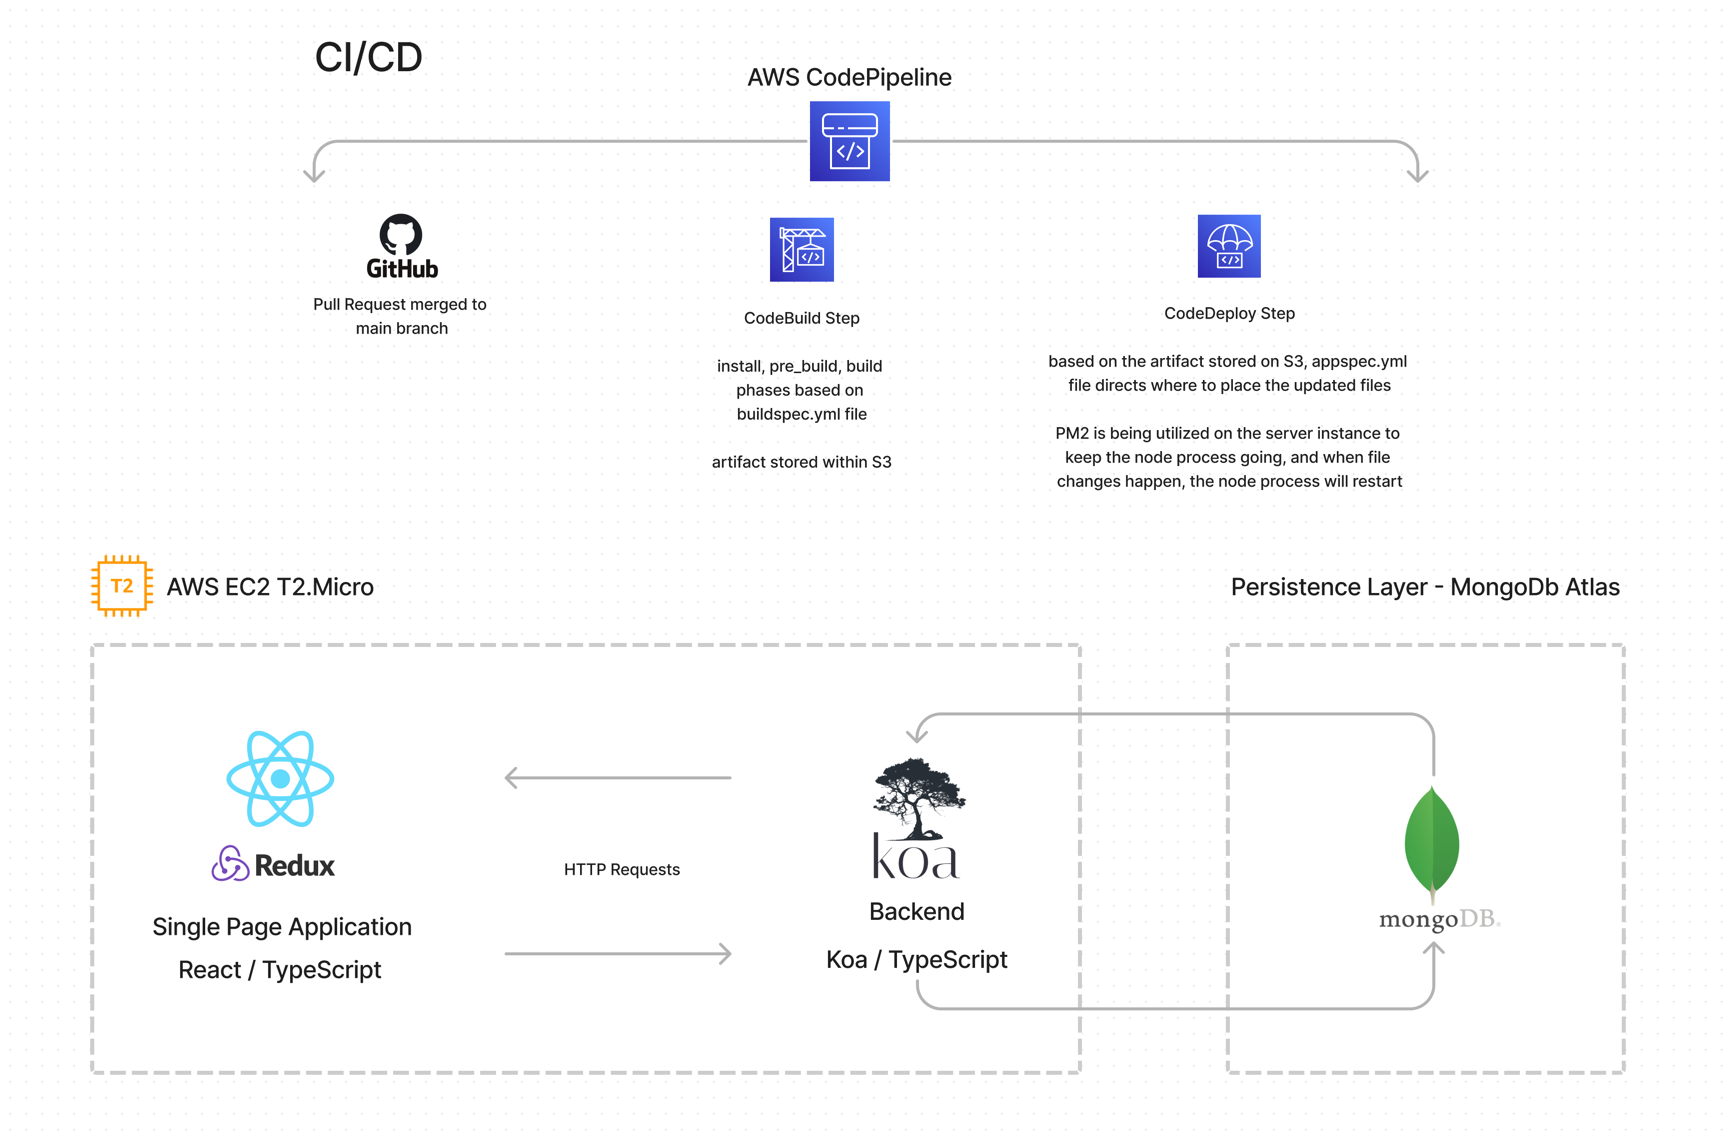 CI/CD
AWS CodePipeline
GitHub
Pull Request merged to
main branch
CodeBuild Step
install, pre_build, build
phases based on
buildspec.yml file
artifact stored within S3
CodeDeploy Step
based on the artifact stored on S3, appspec.yml
file directs where to place the updated files
PM2 is being utilized on the server instance to
keep the node process going, and when file
changes happen, the node process will restart
T2
AWS EC2 T2.Micro
Redux
Single Page Application
React / TypeScript
HTTP Requests
koa
Backend
Koa / TypeScript
Persistence Layer - MongoDb Atlas
mongoDB.